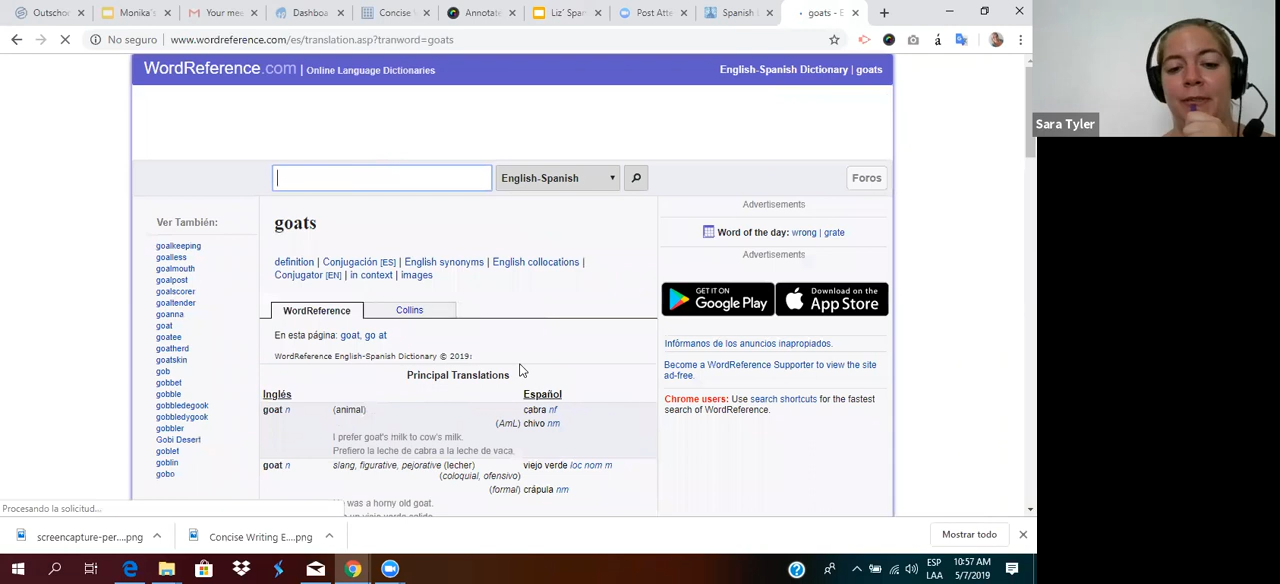 Outschoo
Monika's
Your me
Dashboa
Concise
Annotate
Liz' Span
Post Atte
Spanish
goats - E
No seguro
www.wordreference.com/es/translation.asp?tranword=goats
WordReference.com | Online Language Dictionaries
English-Spanish Dictionary | goats
English-Spanish
Foros
Sara Tyler
Ver También:
goalkeeping
goalless
goalmouth
goalpost
goalscorer
goaltender
goanna
goat
goatee
goatherd
goatskin
gob
gobbet
gobble
gobbledegook
gobbledygook
gobbler
Gobi Desert
goblet
goblin
gobo
goats
definition | Conjugación [ES] | English synonyms | English collocations |
Conjugator [EN] | in context | images
WordReference
Collins
En esta página: goat, go at
WordReference English-Spanish Dictionary © 2019:
Principal Translations
Inglés Español
goat n (animal) cabra nf
(AmL) chivo nm
I prefer goat's milk to cow's milk.
Prefiero la leche de cabra a la leche de vaca.
goat n slang, figurative, pejorative (lecher) viejo verde loc nom m
(coloquial, ofensivo)
(formal) crápula nm
was a horny old goat.
Advertisements
Word of the day: wrong | grate
Advertisements
GET IT ON
Google Play
Download on the
App Store
Infórmanos de los anuncios inapropiados.
Become a WordReference Supporter to view the site
ad-free.
Chrome users: Use search shortcuts for the fastest
search of WordReference.
Procesando la solicitud...
screencapture-per....png
Concise Writing E....png
Mostrar todo
ESP
LAA
10:57 AM
5/7/2019